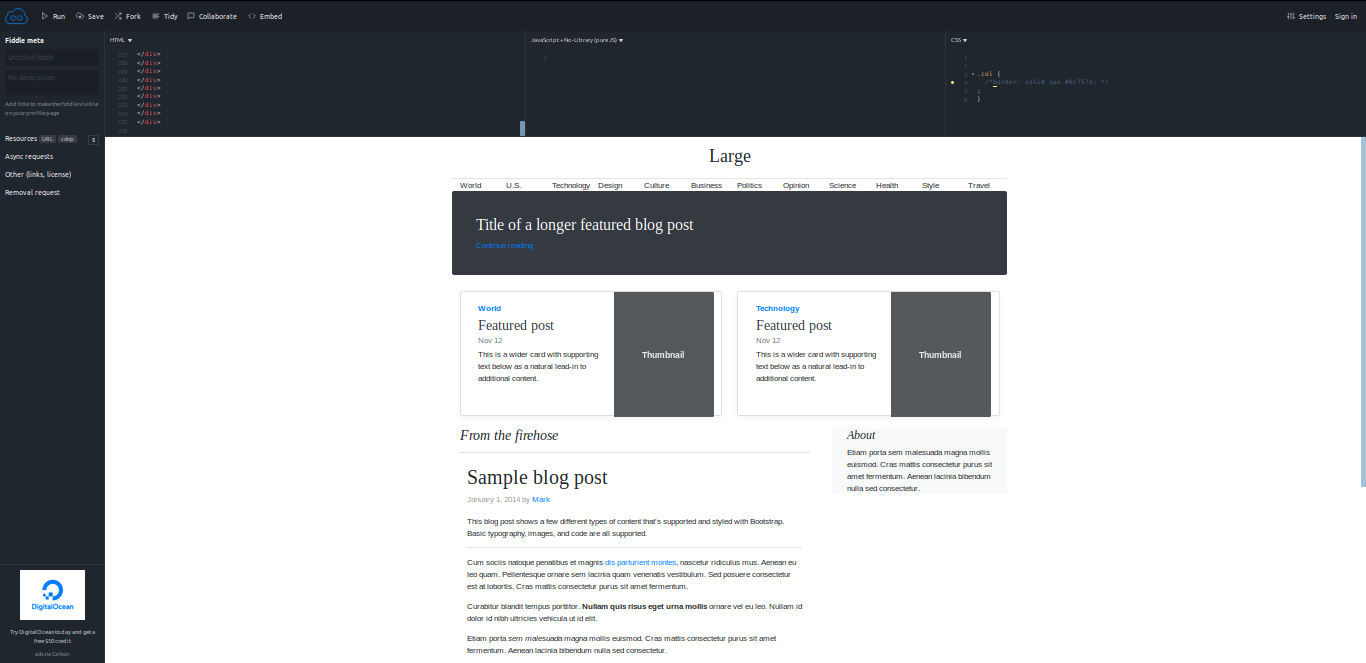 Run Save Fork Tidy Collaborate Embed Settings Sign in
Fiddle meta
Untitled fiddle
No description
Add title to make the fiddle visible
on your profile page
Resources URL cdnjs 5
Async requests
Other (links, license)
Removal request
DigitalOcean
Try DigitalOcean today and get a
free $50 credit
ads via Carbon
HTML
217 </div>
218 </div>
219 </div>
220 </div>
221 </div>
222 </div>
223 </div>
224 </div>
225 </div>
226
JavaScript + No-Library (pure JS)
1
CSS
1
2
3 .col {
4 /*border: solid 1px #6c757d; */
5 ;
6 }
Large
World U.S. Technology Design Culture Business Politics Opinion Science Health Style Travel
Title of a longer featured blog post
Continue reading
World
Featured post
Nov 12
This is a wider card with supporting
text below as a natural lead-in to
additional content.
Thumbnail
Technology
Featured post
Nov 12
This is a wider card with supporting
text below as a natural lead-in to
additional content.
Thumbnail
From the firehose
Sample blog post
January 1, 2014 by Mark
This blog post shows a few different types of content that's supported and styled with Bootstrap.
Basic typography, images, and code are all supported.
Cum sociis natoque penatibus et magnis dis parturient montes, nascetur ridiculus mus. Aenean eu
leo quam. Pellentesque ornare sem lacinia quam venenatis vestibulum. Sed posuere consectetur
est at lobortis. Cras mattis consectetur purus sit amet fermentum.
Curabitur blandit tempus porttitor. Nullam quis risus eget urna mollis ornare vel eu leo. Nullam id
dolor id nibh ultricies vehicula ut id elit.
Etiam porta sem malesuada magna mollis euismod. Cras mattis consectetur purus sit amet
fermentum. Aenean lacinia bibendum nulla sed consectetur.
About
Etiam porta sem malesuada magna mollis
euismod. Cras mattis consectetur purus sit
amet fermentum. Aenean lacinia bibendum
nulla sed consectetur.